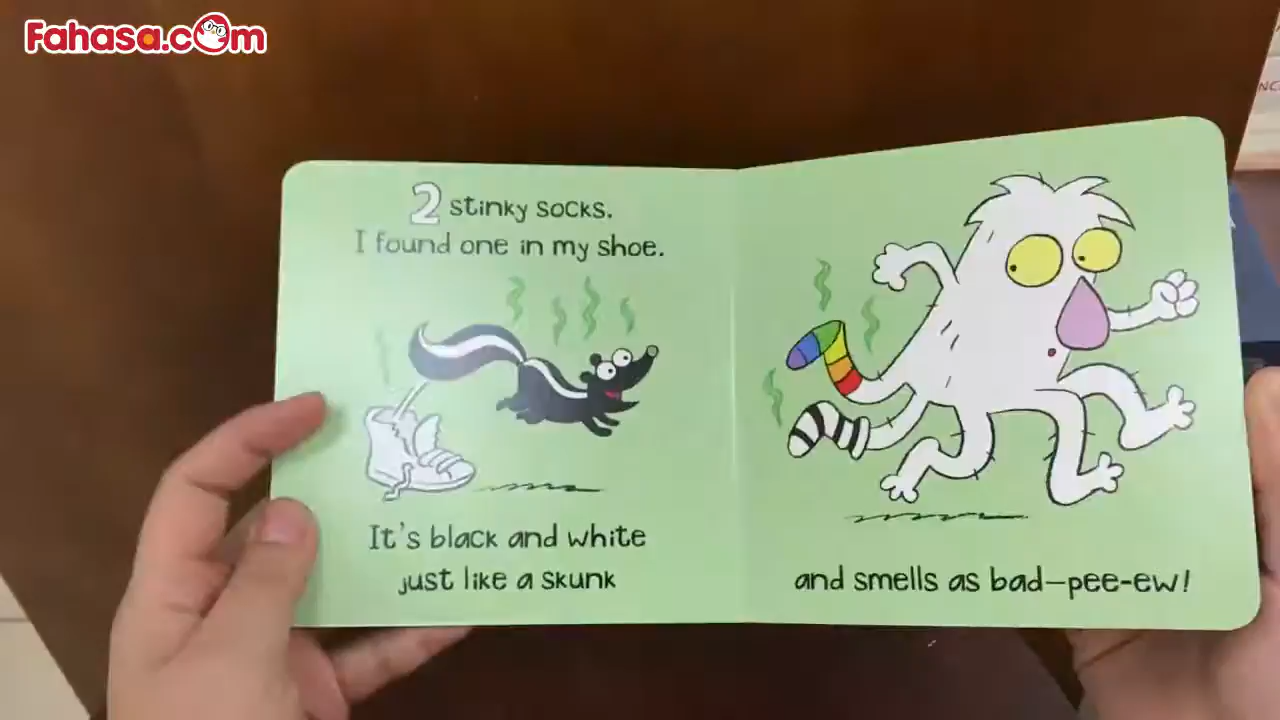 Fahasa.com
2 stinky socks.
I found one in my shoe.
It's black and white
just like a skunk
and smells as bad—pee-ew!